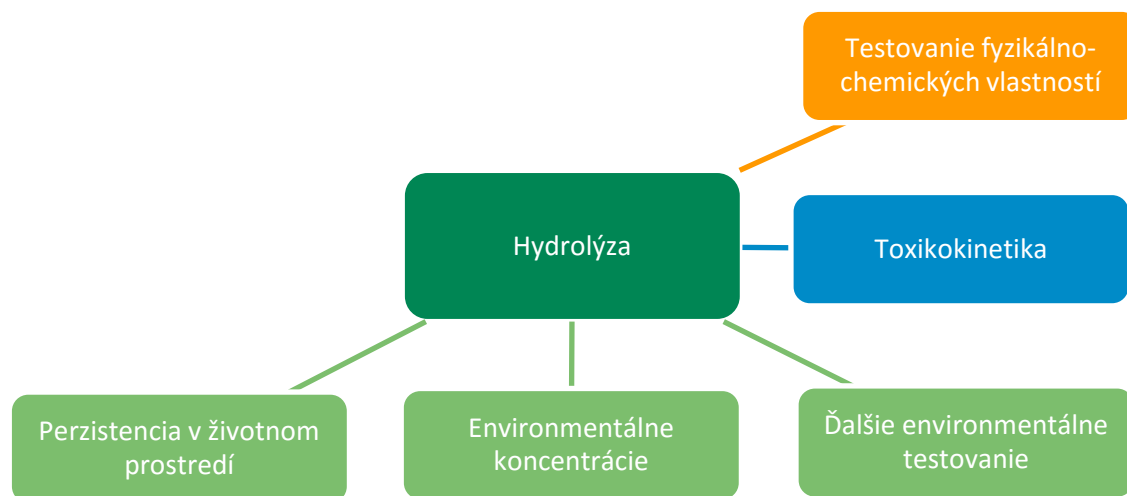 Testovanie fyzikálno-
chemických vlastností
Hydrolýza
Toxikokinetika
Perzistencia v životnom
prostredí
Environmentálne
koncentrácie
Ďalšie environmentálne
testovanie